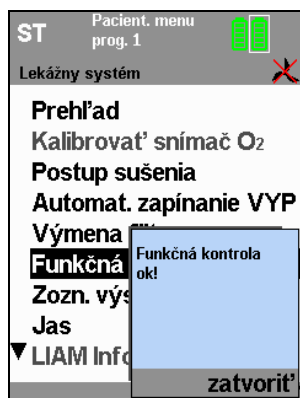 ST
Pacient. menu
prog. 1
Lekážny systém
Prehľad
Kalibrovať snímač O2
Postup sušenia
Automat. zapínanie VYP
Výmena
Funkčná
Zozn. výs
Jas
LIAM Info
Funkčná kontrola
ok!
zatvoriť